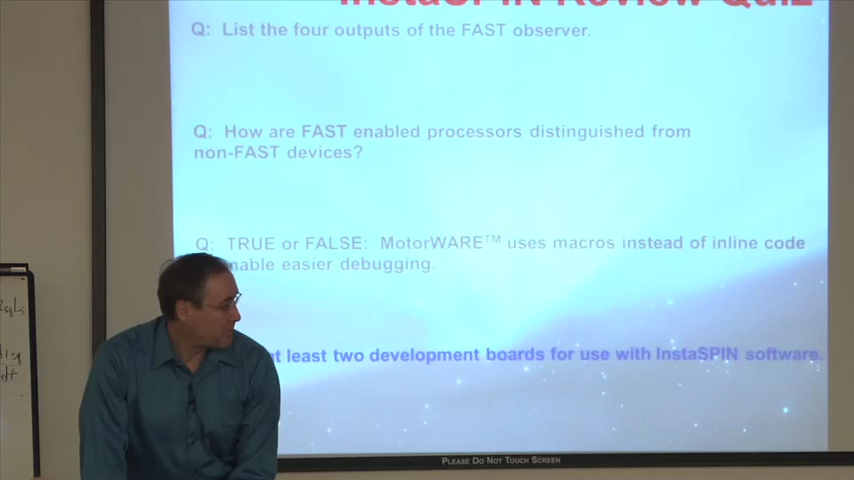 InstaSPIN Review Quiz
Q: List the four outputs of the FAST observer.
Q: How are FAST enabled processors distinguished from
non-FAST devices?
Q: TRUE or FALSE: MotorWARE™ uses macros instead of inline code
nable easier debugging.
at least two development boards for use with InstaSPIN software.
PLEASE DO NOT TOUCH SCREEN